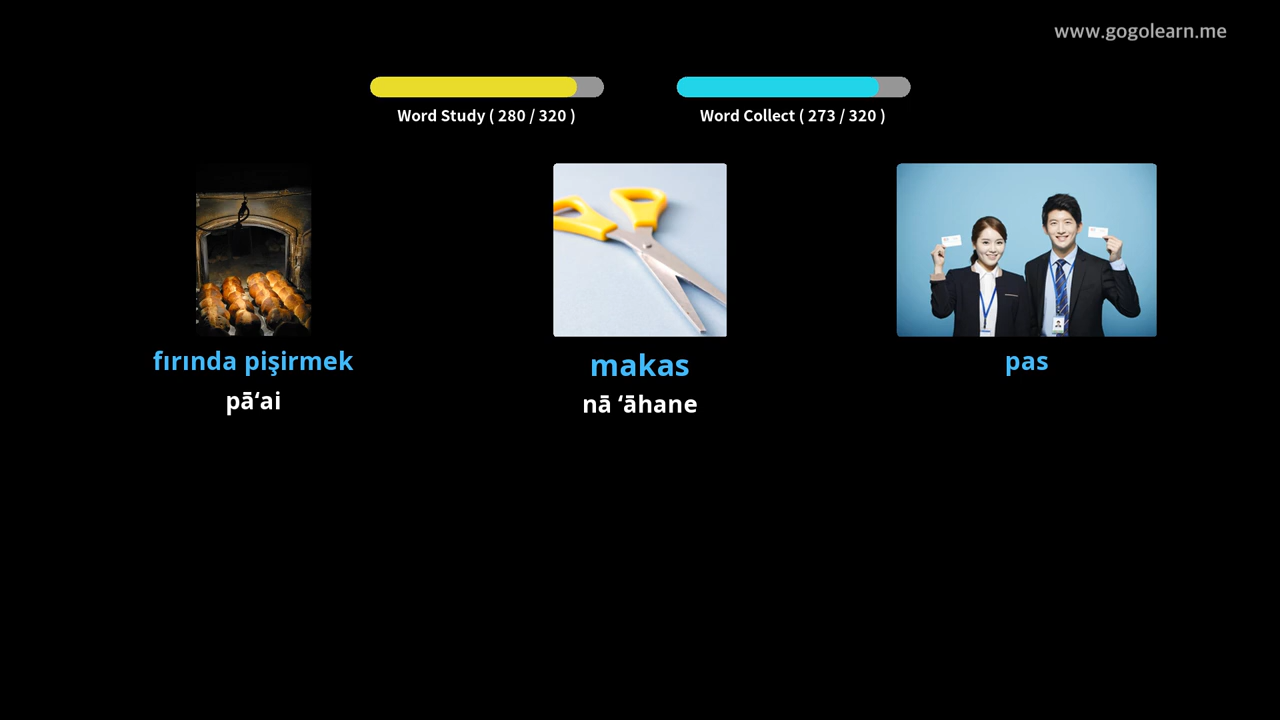 www.gogolearn.me
Word Study ( 280 / 320 )
Word Collect ( 273 / 320 )
fırında pişirmek
pāʻai
makas
nā ʻāhane
pas